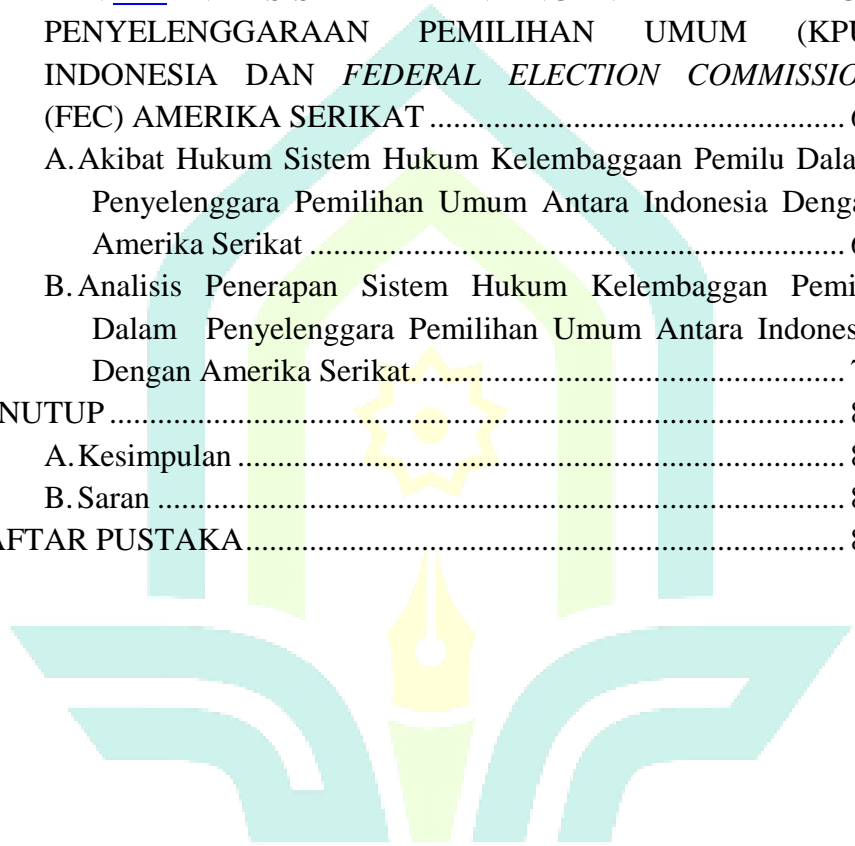 PENYELENGGARAAN PEMILIHAN UMUM (KPU
INDONESIA DAN FEDERAL ELECTION COMMISSIO
(FEC) AMERIKA SERIKAT ......................................................
A. Akibat Hukum Sistem Hukum Kelembaggaan Pemilu Dala
Penyelenggara Pemilihan Umum Antara Indonesia Denga
Amerika Serikat ......................................................................
B. Analisis Penerapan Sistem Hukum Kelembaggan Pemi
Dalam Penyelenggara Pemilihan Umum Antara Indones
Dengan Amerika Serikat. .......................................................
NUTUP ................................................................................................
A. Kesimpulan ...............................................................................
B. Saran ..........................................................................................
AFTAR PUSTAKA..............................................................................